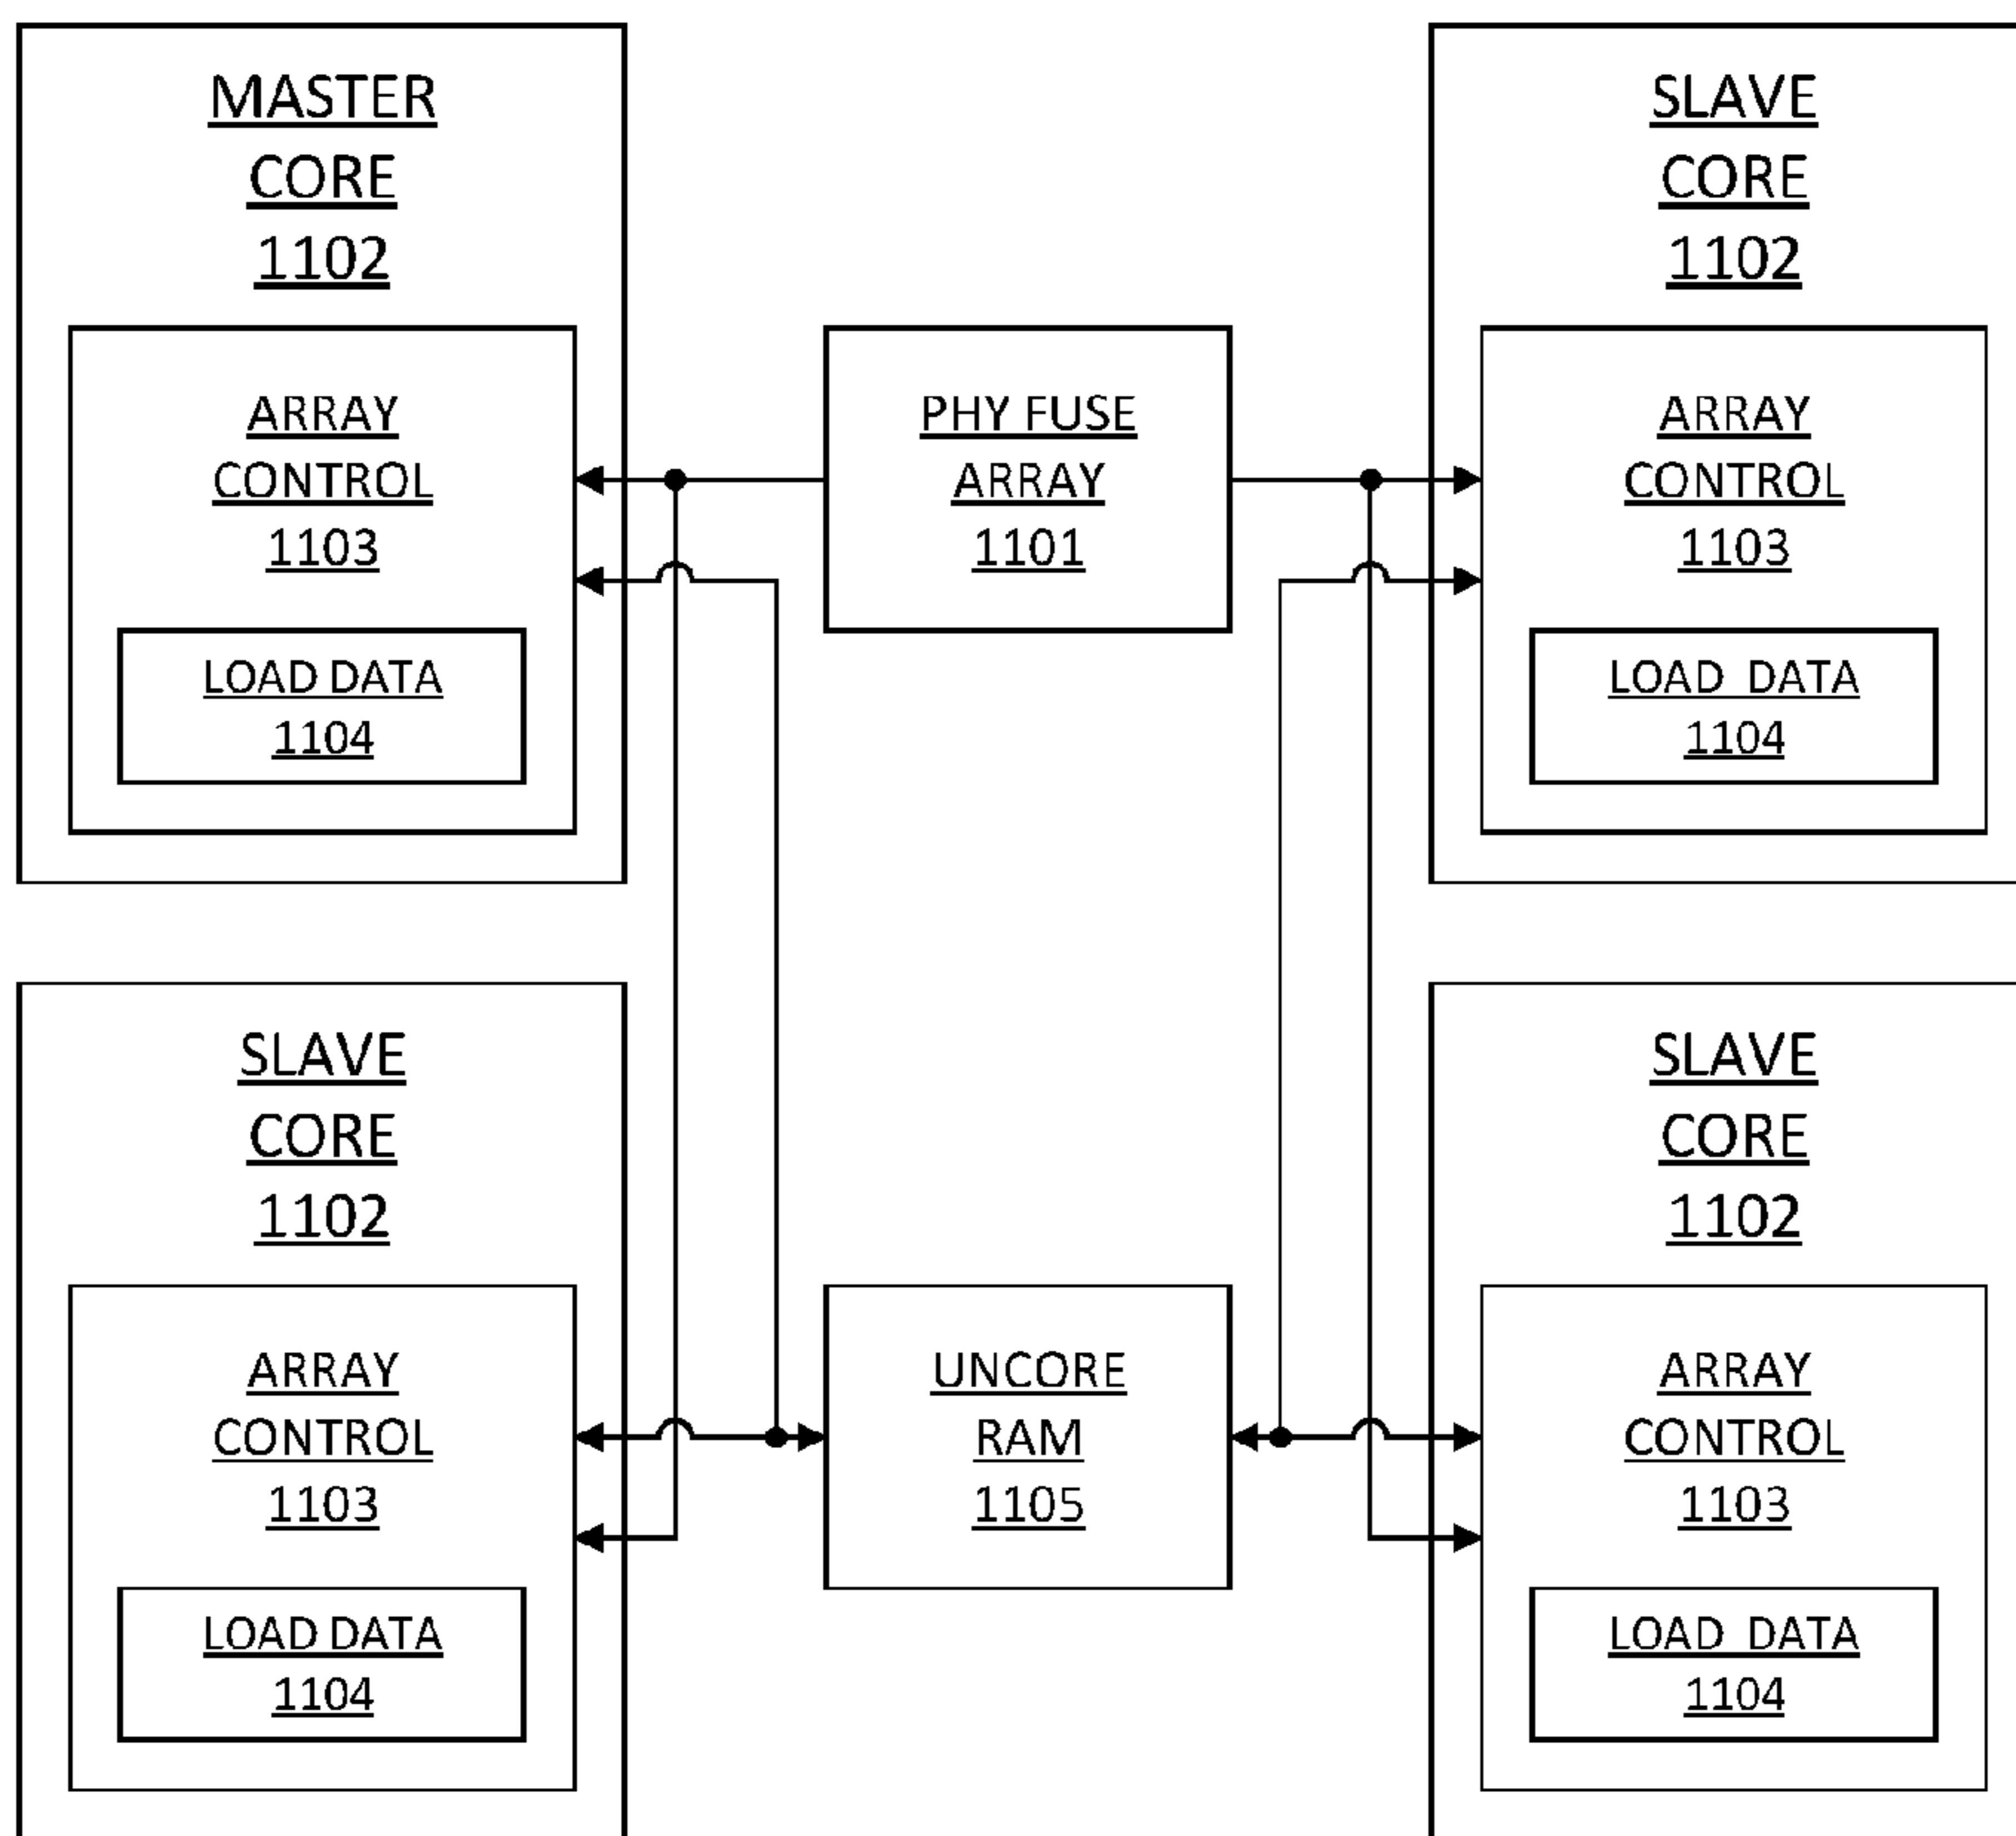 MASTER
CORE
1102
ARRAY
CONTROL
1103
LOAD DATA
1104
PHY FUSE
ARRAY
1101
SLAVE
CORE
1102
ARRAY
CONTROL
1103
LOAD DATA
1104
SLAVE
CORE
1102
ARRAY
CONTROL
1103
LOAD DATA
1104
UNCORE
RAM
1105
SLAVE
CORE
1102
ARRAY
CONTROL
1103
LOAD DATA
1104